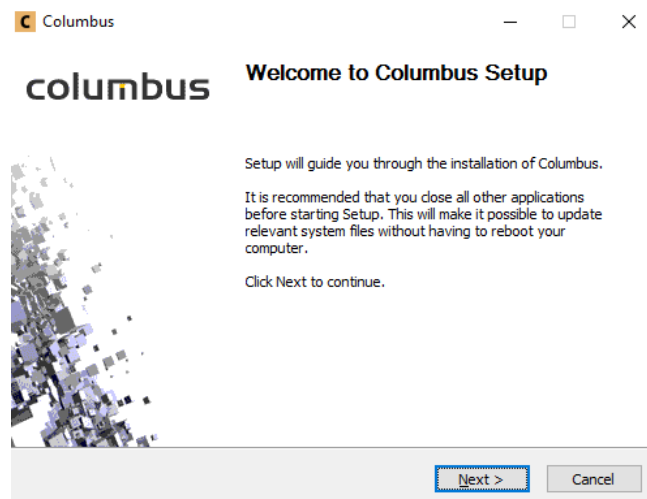 Columbus
columbus
Welcome to Columbus Setup
Setup will guide you through the installation of Columbus.
It is recommended that you close all other applications
before starting Setup. This will make it possible to update
relevant system files without having to reboot your
computer.
Click Next to continue.
Next >
Cancel